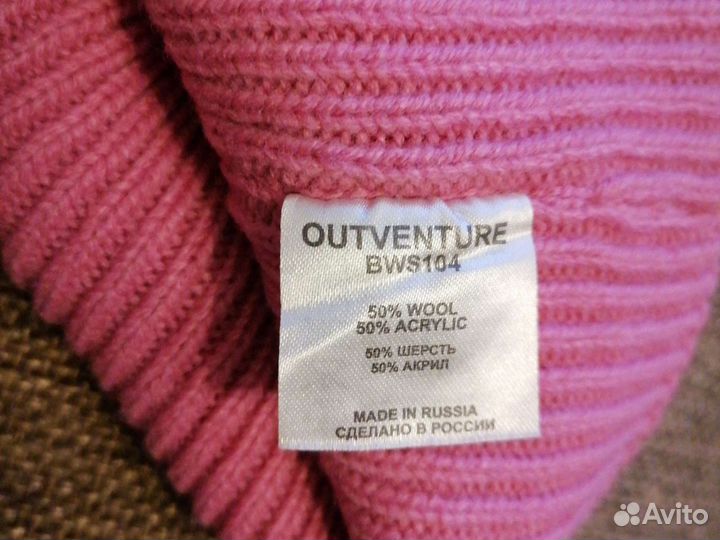 OUTVENTURE
BWS104
50% WOOL
50% ACRYLIC
50% ШЕРСТЬ
50% АКРИЛ
MADE IN RUSSIA
СДЕЛАНО В РОССИИ
Avito